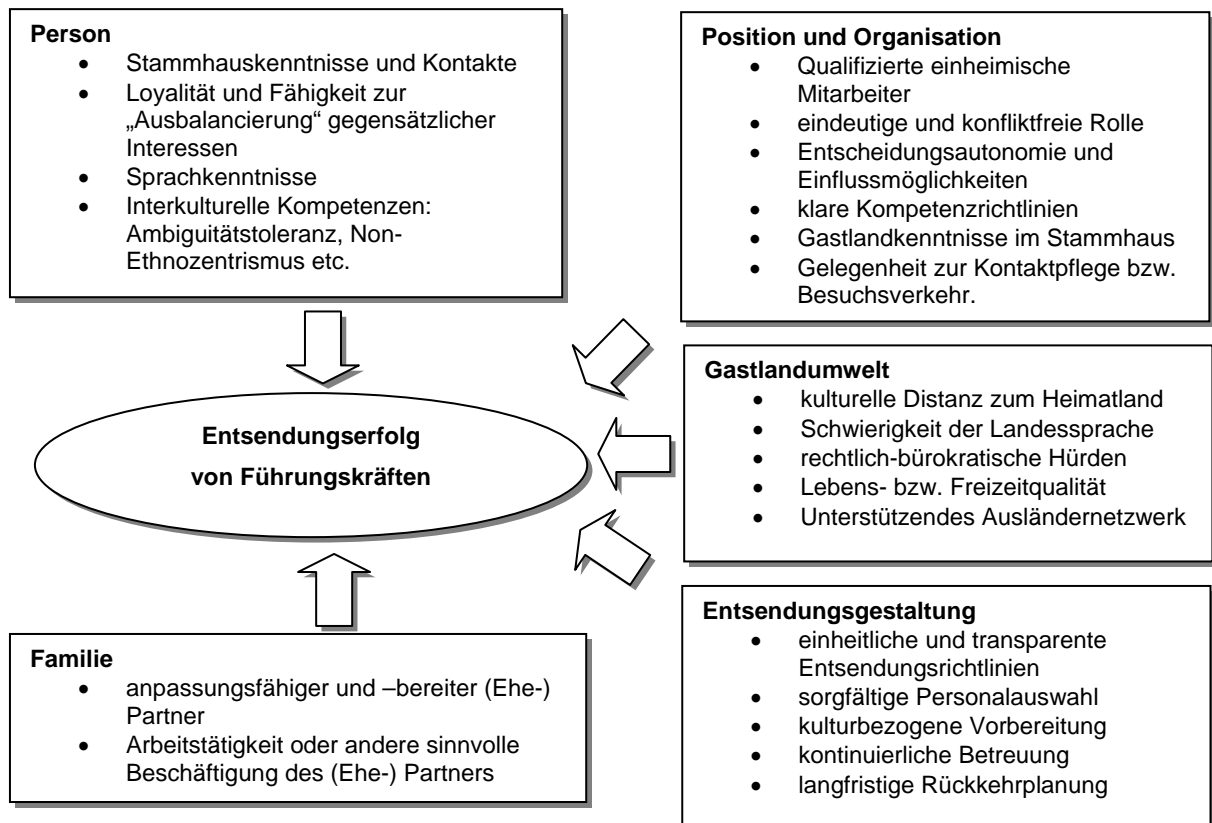 Person
• Stammhauskenntnisse und Kontakte
• Loyalität und Fähigkeit zur
„Ausbalancierung“ gegensätzlicher
Interessen
• Sprachkenntnisse
• Interkulturelle Kompetenzen:
Ambiguitätstoleranz, Non-
Ethnozentrismus etc.
Position und Organisation
• Qualifizierte einheimische
Mitarbeiter
• eindeutige und konfliktfreie Rolle
• Entscheidungsautonomie und
Einflussmöglichkeiten
• klare Kompetenzrichtlinien
• Gastlandkenntnisse im Stammhaus
• Gelegenheit zur Kontaktpflege bzw.
Besuchsverkehr.
Entsendungserfolg
von Führungskräften
Gastlandumwelt
• kulturelle Distanz zum Heimatland
• Schwierigkeit der Landessprache
• rechtlich-bürokratische Hürden
• Lebens- bzw. Freizeitqualität
• Unterstützendes Ausländernetzwerk
Familie
• anpassungsfähiger und –bereiter (Ehe-)
Partner
• Arbeitstätigkeit oder andere sinnvolle
Beschäftigung des (Ehe-) Partners
Entsendungsgestaltung
• einheitliche und transparente
Entsendungsrichtlinien
• sorgfältige Personalauswahl
• kulturbezogene Vorbereitung
• kontinuierliche Betreuung
• langfristige Rückkehrplanung